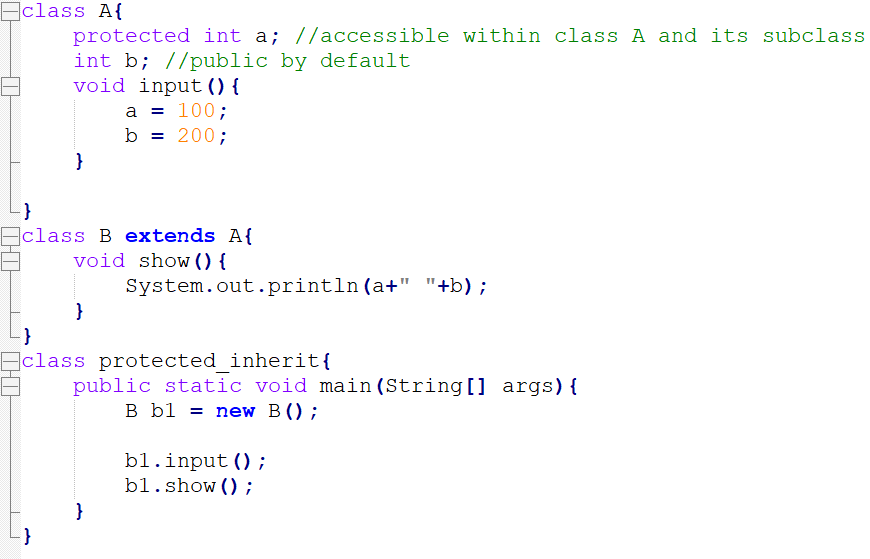 class A{
protected int a; //accessible within class A and its subclass
int b; //public by default
void input(){
a = 100;
b = 200;
}
}
class B extends A{
void show(){
System.out.println(a+" "+b);
}
}
class protected_inherit{
public static void main(String[] args){
B b1 = new B();
b1.input();
b1.show();
}
}